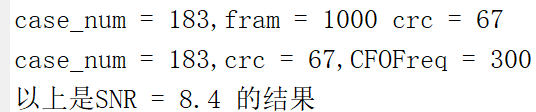 case_num = 183,fram = 1000 crc = 67
case_num = 183,crc = 67,CFOFreq = 300
以上是SNR = 8.4 的结果